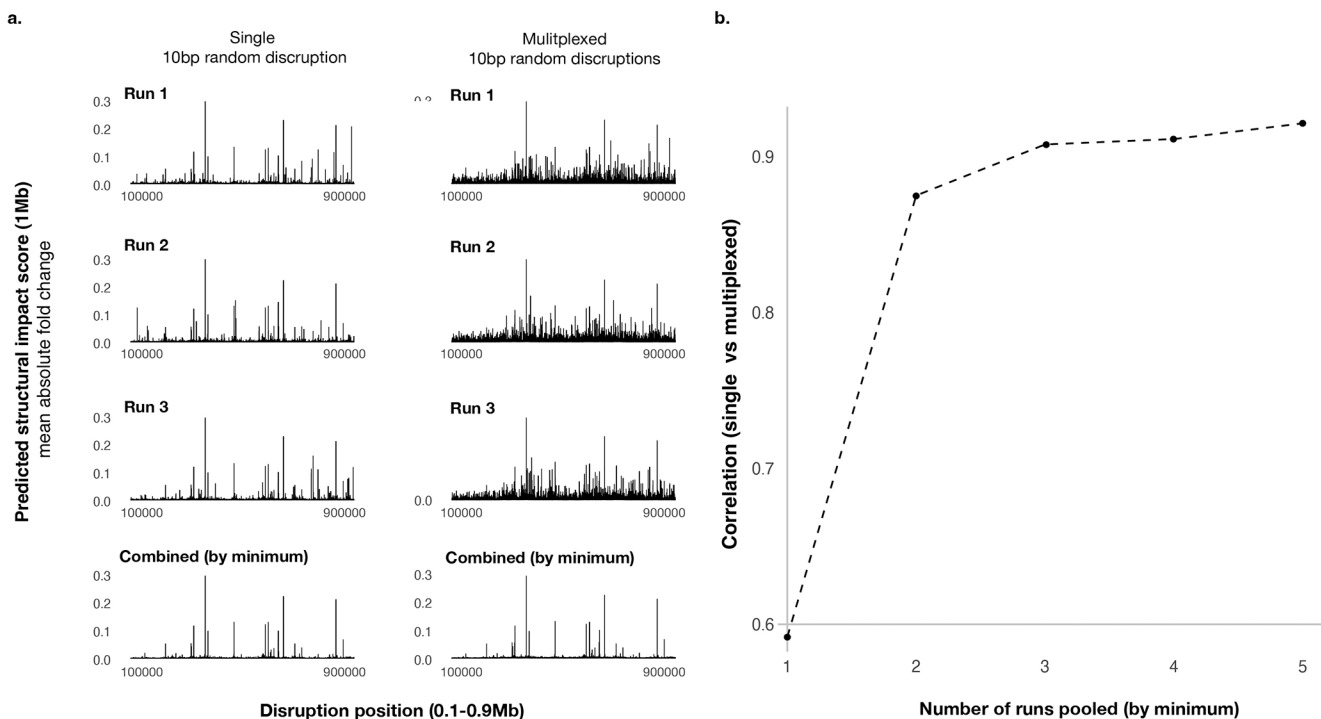 a.
Single
10bp random discruption
Mulitplexed
10bp random discruptions
Predicted structural impact score (1Mb)
mean absolute fold change
Run 1
0.3
0.2
0.1
0.0
100000
900000
Run 1
100000
900000
Run 2
0.3
0.2
0.1
0.0
100000
900000
Run 2
100000
900000
Run 3
0.3
0.2
0.1
0.0
100000
900000
Run 3
0.0
100000
900000
Combined (by minimum)
0.3
0.2
0.1
0.0
100000
900000
Combined (by minimum)
0.3
0.2
0.1
0.0
100000
900000
Disruption position (0.1-0.9Mb)
b.
Correlation (single vs multiplexed)
0.9
0.8
0.7
0.6
1
2
3
4
5
Number of runs pooled (by minimum)